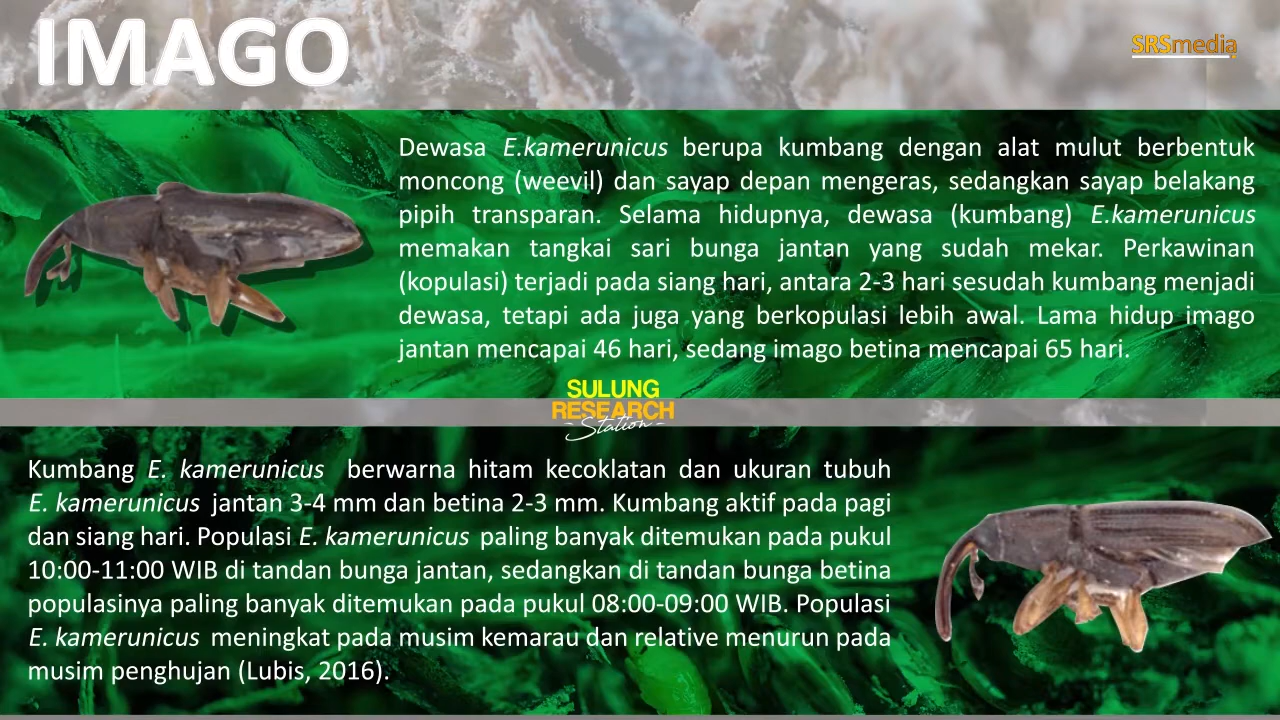 IMAGO
SRSmedia
Dewasa E.kamerunicus berupa kumbang dengan alat mulut berbentuk
moncong (weevil) dan sayap depan mengeras, sedangkan sayap belakang
pipih transparan. Selama hidupnya, dewasa (kumbang) E.kamerunicus
memakan tangkai sari bunga jantan yang sudah mekar. Perkawinan
(kopulasi) terjadi pada siang hari, antara 2-3 hari sesudah kumbang menjadi
dewasa, tetapi ada juga yang berkopulasi lebih awal. Lama hidup imago
jantan mencapai 46 hari, sedang imago betina mencapai 65 hari.
SULUNG
RESEARCH
Station
Kumbang E. kamerunicus berwarna hitam kecoklatan dan ukuran tubuh
E. kamerunicus jantan 3-4 mm dan betina 2-3 mm. Kumbang aktif pada pagi
dan siang hari. Populasi E. kamerunicus paling banyak ditemukan pada pukul
10:00-11:00 WIB di tandan bunga jantan, sedangkan di tandan bunga betina
populasinya paling banyak ditemukan pada pukul 08:00-09:00 WIB. Populasi
E. kamerunicus meningkat pada musim kemarau dan relative menurun pada
musim penghujan (Lubis, 2016).